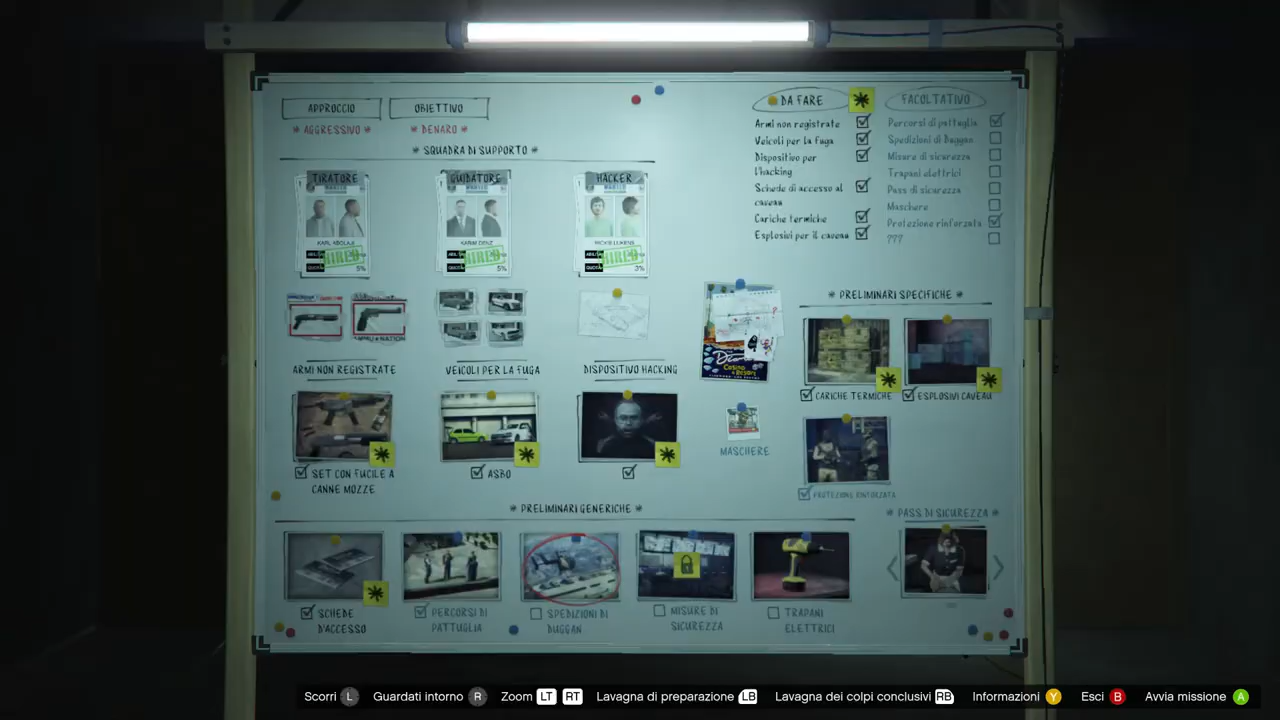 APPROCCIO
OBIETTIVO
* AGGRESSIVO *
* DENARO *
* SQUADRA DI SUPPORTO *
TIRATORE
GUIDATORE
HACKER
KARL ABOLAJI
KARIM DENZ
RICKIE LUKENS
HIRED
HIRED
HIRED
5%
5%
3%
DA FARE
Armi non registrate
Veicoli per la fuga
Dispositivo per
l'hacking
Schede di accesso al
caveau
Cariche termiche
Esplosivi per il caveau
FACOLTATIVO
Percorsi di pattuglia
Spedizioni di Duggan
Misure di sicurezza
Trapani elettrici
Pass di sicurezza
Maschere
Protezione rinforzata
???
ARMI NON REGISTRATE
VEICOLI PER LA FUGA
DISPOSITIVO HACKING
SET CON FUCILE A
CANNE MOZZE
ASBO
MASCHERE
* PRELIMINARI SPECIFICHE *
CARICHE TERMICHE
ESPLOSIVI CAVEAU
PROTEZIONE RINFORZATA
* PRELIMINARI GENERICHE *
SCHEDE
D'ACCESSO
PERCORSI DI
PATTUGLIA
SPEDIZIONI DI
DUGGAN
MISURE DI
SICUREZZA
TRAPANI
ELETTRICI
* PASS DI SICUREZZA *
Scorri L Guardati intorno R Zoom LT RT Lavagna di preparazione LB Lavagna dei colpi conclusivi RB Informazioni Y Esci B Avvia missione A